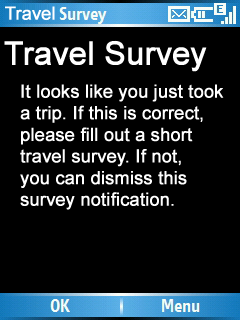 Travel Survey
E
Travel Survey
It looks like you just took
a trip. If this is correct,
please fill out a short
travel survey. If not,
you can dismiss this
survey notification.
OK
Menu